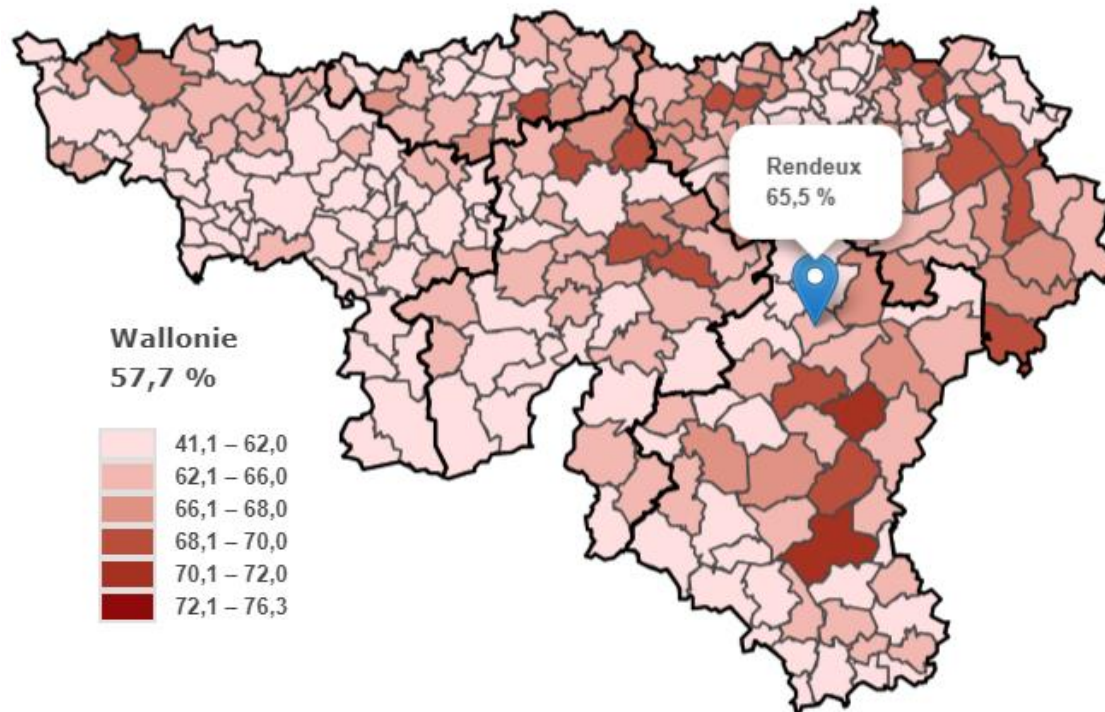 Rendeux
65,5 %
Wallonie
57,7 %
41,1 – 62,0
62,1 – 66,0
66,1 – 68,0
68,1 – 70,0
70,1 – 72,0
72,1 – 76,3